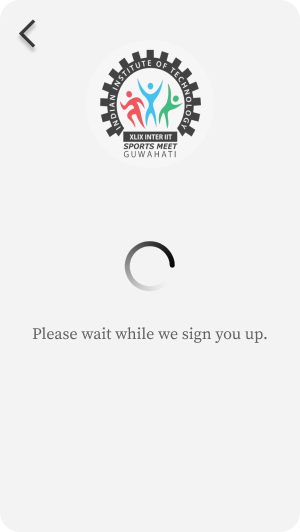 INDIAN INSTITUTE OF TECHNOLOGY
XLIX INTER IIT
SPORTS MEET
GUWAHATI
Please wait while we sign you up.